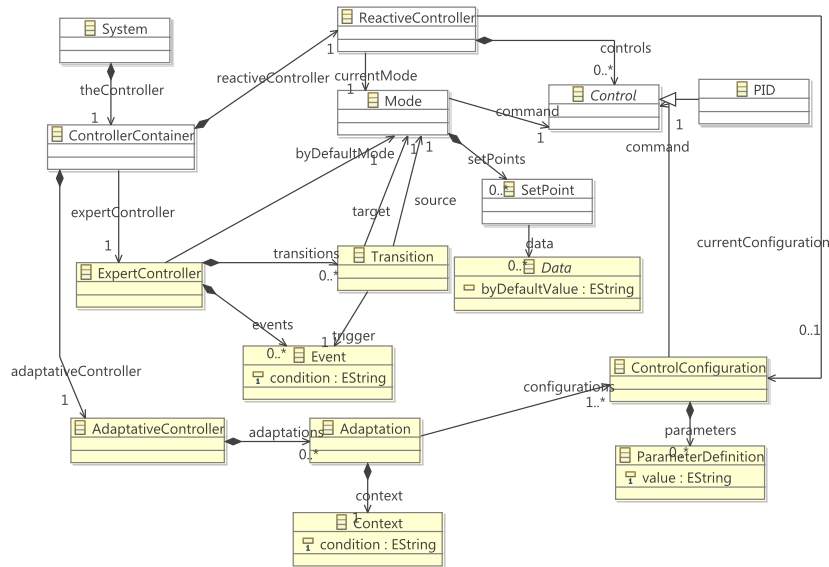 System
ReactiveController
theController
1
reactiveController
1
currentMode
1
controls
0..*
Control
PID
1
command
ControllerContainer
Mode
command
1
byDefaultMode
1
1
1
setPoints
0..*
SetPoint
expertController
1
target
source
data
0..*
Data
byDefaultValue : EString
currentConfiguration
0..1
ExpertController
transitions
0..*
Transition
events
0..*
trigger
1
Event
condition : EString
adaptativeController
1
configurations
1..*
ControlConfiguration
AdaptativeController
adaptations
0..*
Adaptation
parameters
0..*
ParameterDefinition
value : EString
context
1
Context
condition : EString